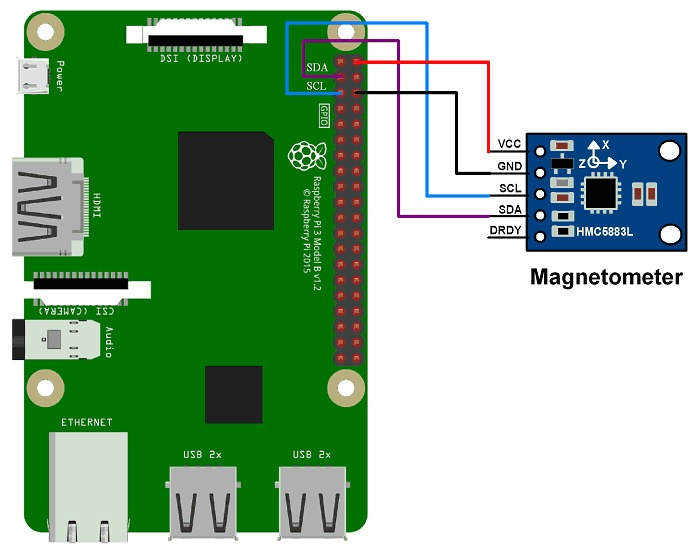 DSI (DISPLAY)
Power
SDA
SCL
GPIO
HDMI
Raspberry Pi 3 Model B v1.2
© Raspberry Pi 2015
CSI (CAMERA)
Audio
ETHERNET
USB 2x
USB 2x
VCC
GND
SCL
SDA
DRDY
X
Z
Y
HMC5883L
Magnetometer